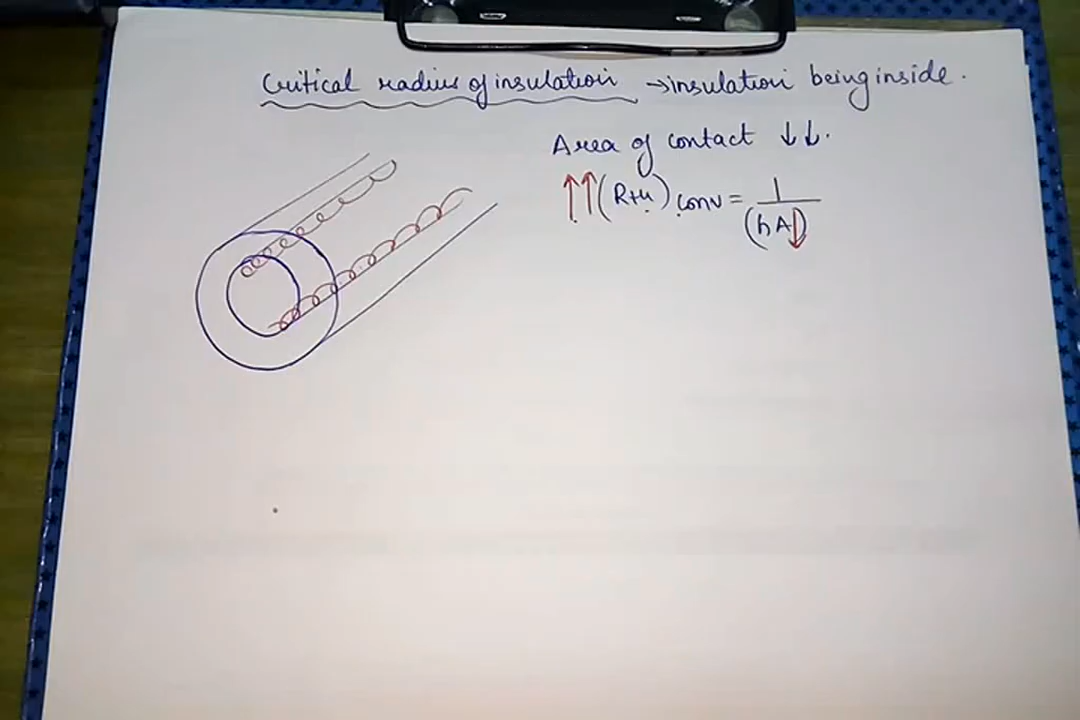 Critical radius of insulation → insulation being inside.
Area of contact ↓↓.
↑↑(Rth) conv = 1/(hA↓)